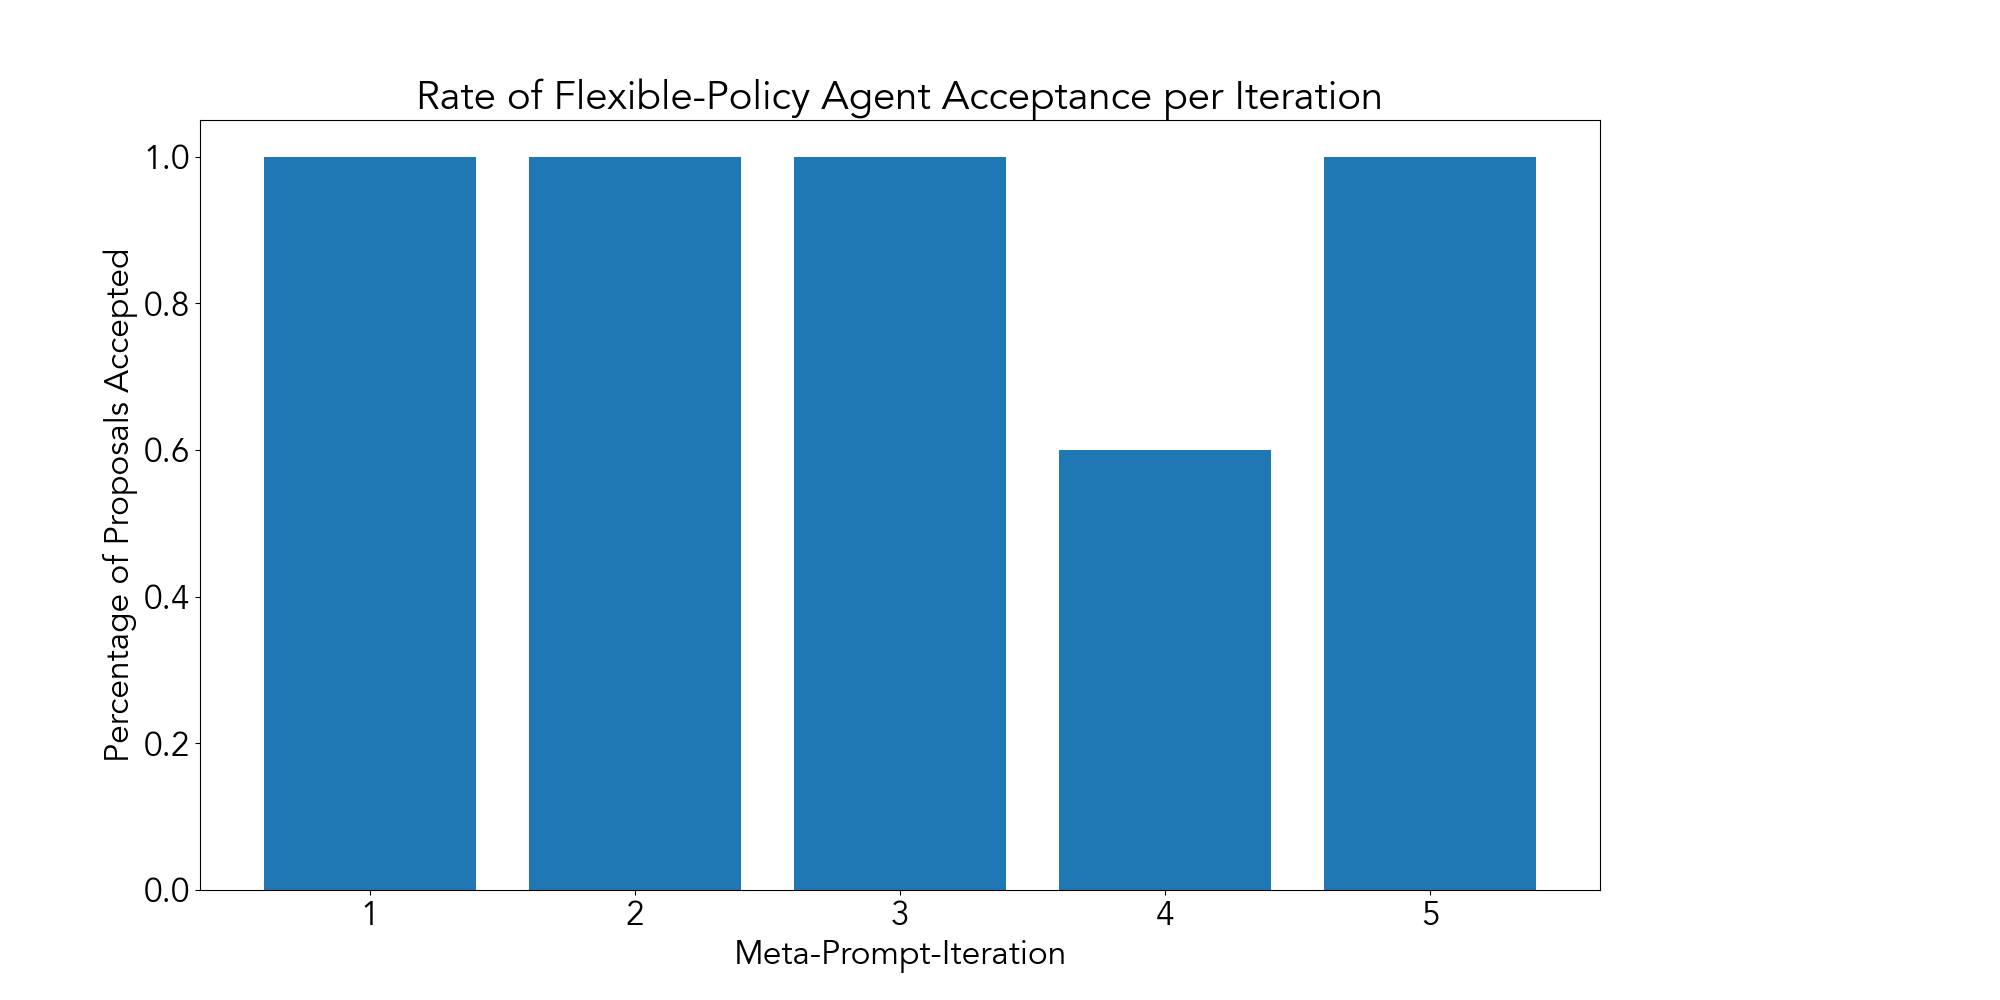 Rate of Flexible-Policy Agent Acceptance per Iteration
Percentage of Proposals Accepted
1.0
0.8
0.6
0.4
0.2
0.0
1 2 3 4 5
Meta-Prompt-Iteration